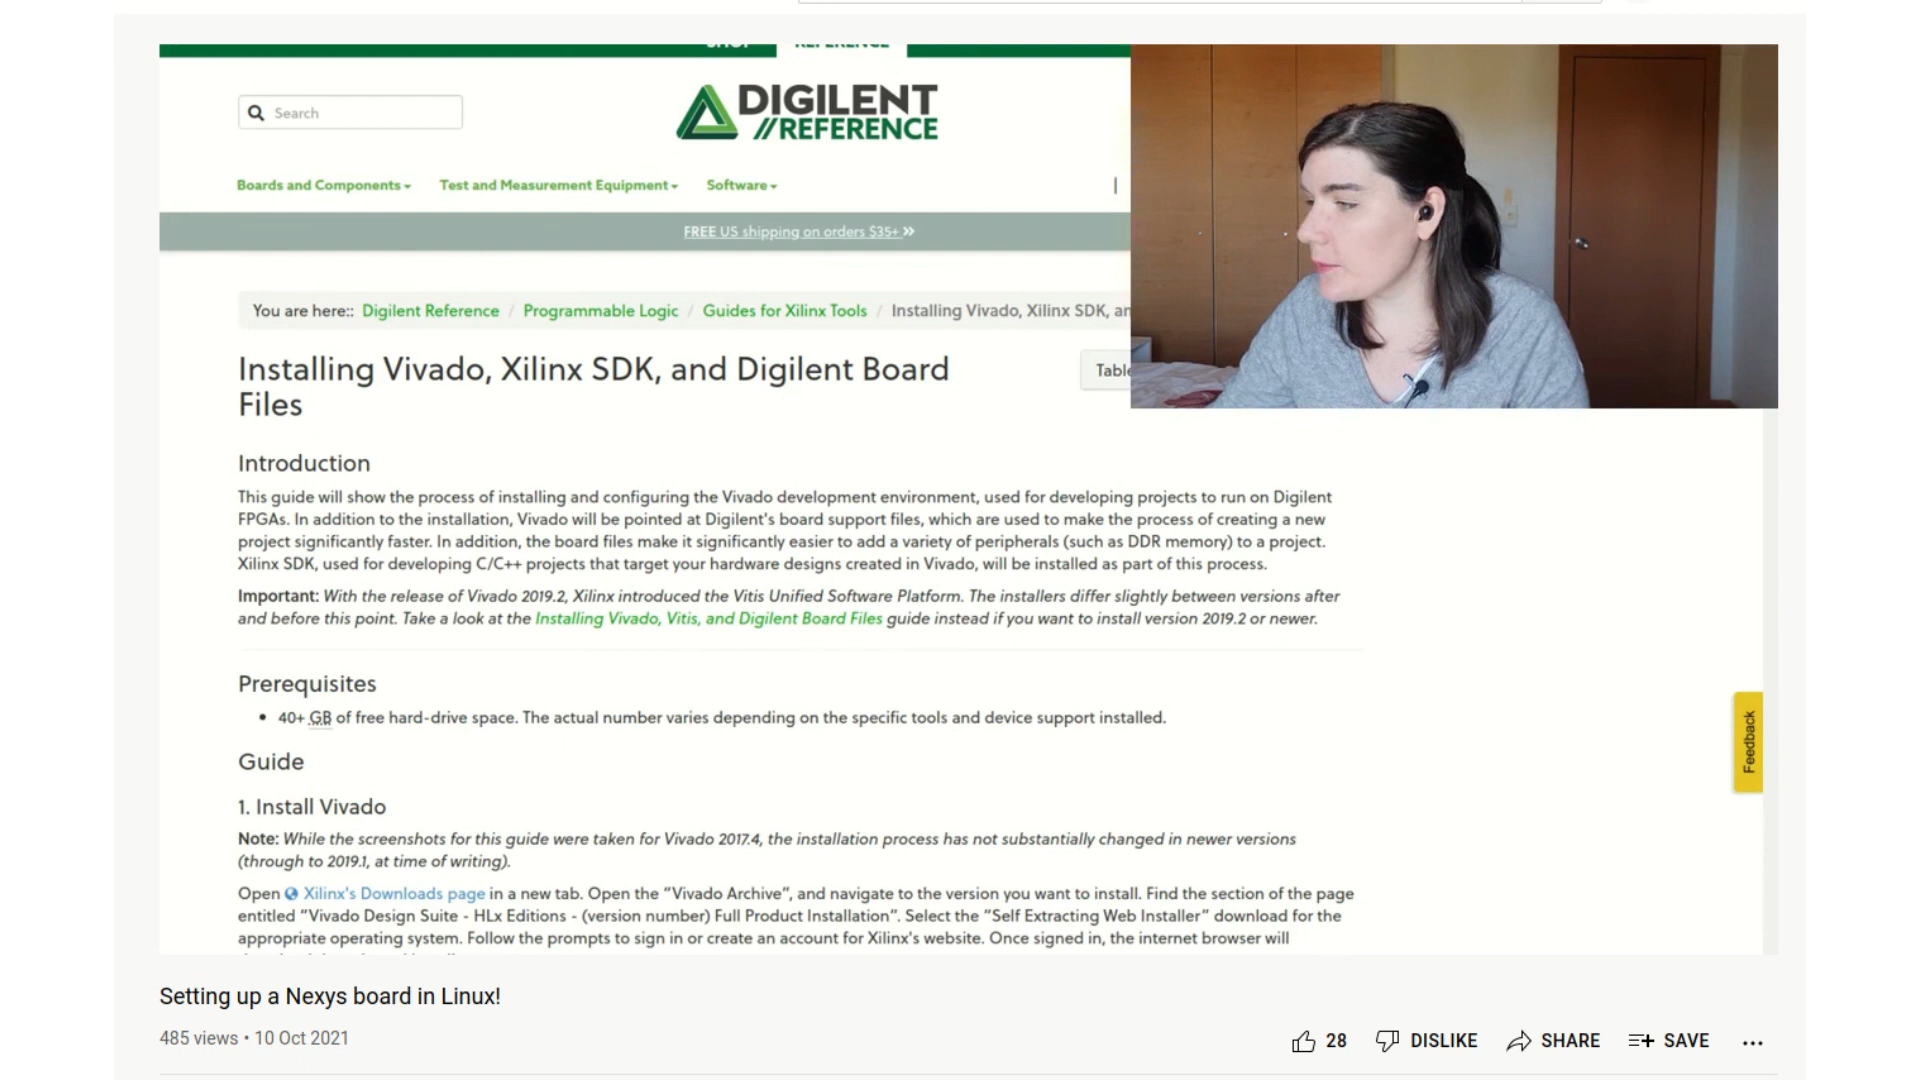 SHOP REFERENCE
Search
DIGILENT
//REFERENCE
Boards and Components Test and Measurement Equipment Software |
FREE US shipping on orders $35+ »
You are here:: Digilent Reference / Programmable Logic / Guides for Xilinx Tools / Installing Vivado, Xilinx SDK, an
Installing Vivado, Xilinx SDK, and Digilent Board
Files
Table
Introduction
This guide will show the process of installing and configuring the Vivado development environment, used for developing projects to run on Digilent
FPGAs. In addition to the installation, Vivado will be pointed at Digilent's board support files, which are used to make the process of creating a new
project significantly faster. In addition, the board files make it significantly easier to add a variety of peripherals (such as DDR memory) to a project.
Xilinx SDK, used for developing C/C++ projects that target your hardware designs created in Vivado, will be installed as part of this process.
Important: With the release of Vivado 2019.2, Xilinx introduced the Vitis Unified Software Platform. The installers differ slightly between versions after
and before this point. Take a look at the Installing Vivado, Vitis, and Digilent Board Files guide instead if you want to install version 2019.2 or newer.
Prerequisites
• 40+ GB of free hard-drive space. The actual number varies depending on the specific tools and device support installed.
Guide
1. Install Vivado
Note: While the screenshots for this guide were taken for Vivado 2017.4, the installation process has not substantially changed in newer versions
(through to 2019.1, at time of writing).
Open Xilinx's Downloads page in a new tab. Open the “Vivado Archive”, and navigate to the version you want to install. Find the section of the page
entitled “Vivado Design Suite - HLx Editions - (version number) Full Product Installation”. Select the “Self Extracting Web Installer” download for the
appropriate operating system. Follow the prompts to sign in or create an account for Xilinx's website. Once signed in, the internet browser will
Feedback
Setting up a Nexys board in Linux!
485 views • 10 Oct 2021
28 DISLIKE SHARE SAVE ...